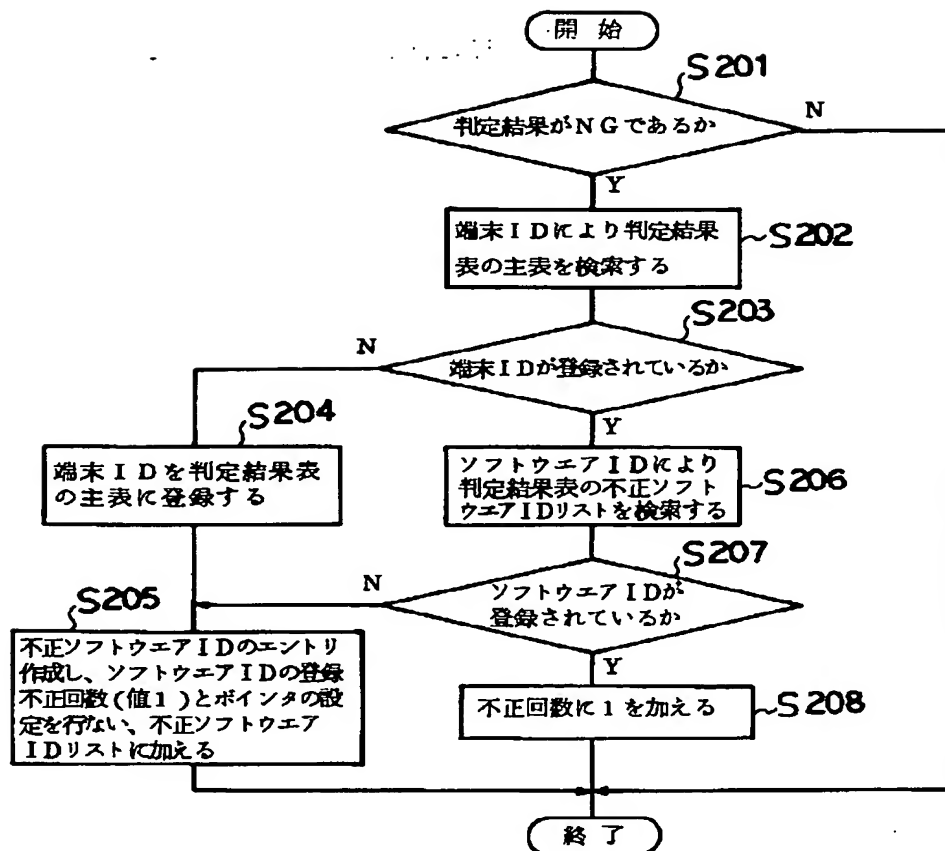 開始
S201
判定結果がNGであるか
N
Y
端末IDにより判定結果
表の主表を検索する
S202
S203
端末IDが登録されているか
N
Y
S204
端末IDを判定結果表
の主表に登録する
ソフトウエアIDにより
判定結果表の不正ソフト
ウエアIDリストを検索する
S206
S207
ソフトウエアIDが
登録されているか
N
Y
S205
不正ソフトウエアIDのエントリ
作成し、ソフトウエアIDの登録
不正回数(値1)とポインタの設
定を行ない、不正ソフトウエア
IDリストに加える
不正回数に1を加える
S208
終了